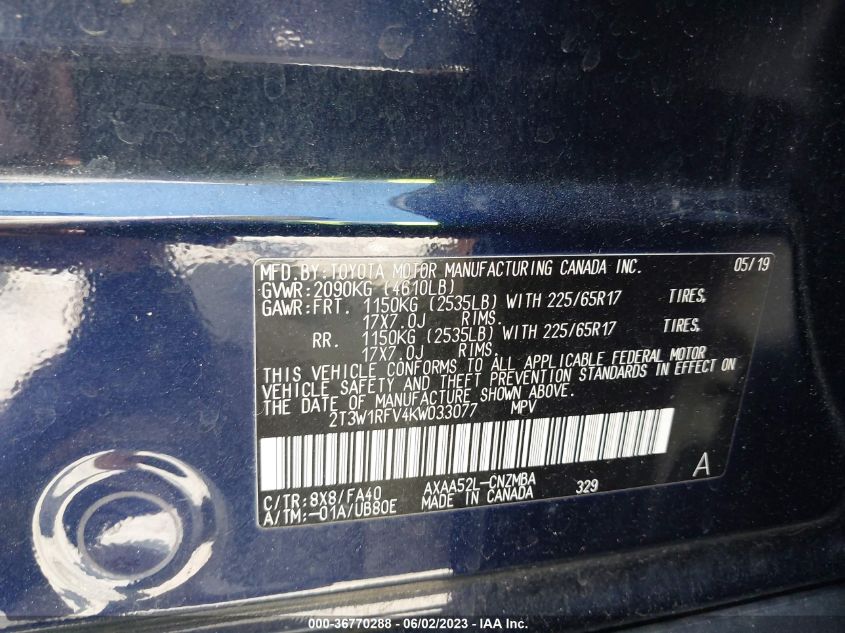 MFD.BY:TOYOTA MOTOR MANUFACTURING CANADA INC. 05/19
GVWR:2090KG (4610LB)
GAWR:FRT. 1150KG (2535LB) WITH 225/65R17 TIRES,
17X7.0J RIMS.
RR. 1150KG (2535LB) WITH 225/65R17 TIRES,
17X7.0J RIMS.
THIS VEHICLE CONFORMS TO ALL APPLICABLE FEDERAL MOTOR
VEHICLE SAFETY AND THEFT PREVENTION STANDARDS IN EFFECT ON
THE DATE OF MANUFACTURE SHOWN ABOVE.
2T3W1RFV4KW033077 MPV
A
C/TR:8X8/FA40 AXAA52L-CNZMBA 329
A/TM:-01A/UB80E MADE IN CANADA
000-36770288 - 06/02/2023 - IAA Inc.